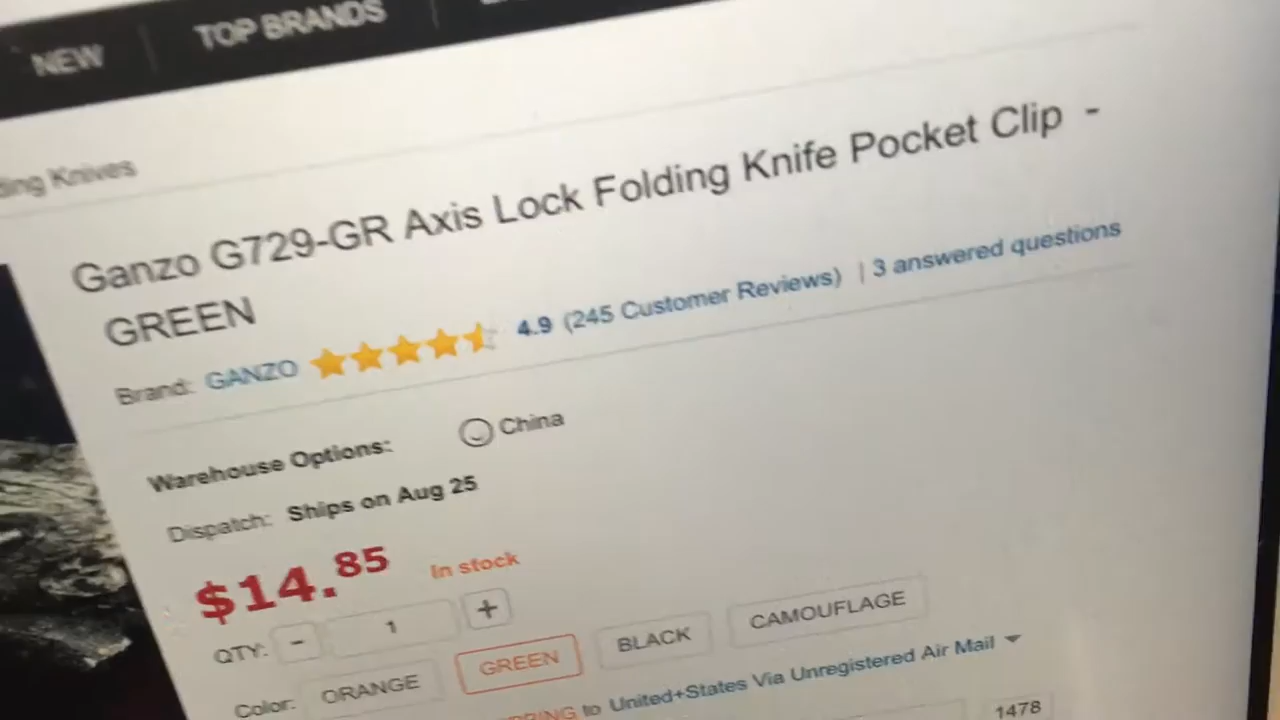 NEW
TOP BRANDS
Knives
Ganzo G729-GR Axis Lock Folding Knife Pocket Clip -
GREEN
Brand: GANZO 4.9 (245 Customer Reviews) | 3 answered questions
Warehouse Options: China
Dispatch: Ships on Aug 25
$14.85 In stock
QTY: - 1 +
Color: ORANGE GREEN BLACK CAMOUFLAGE
to United+States Via Unregistered Air Mail
1478